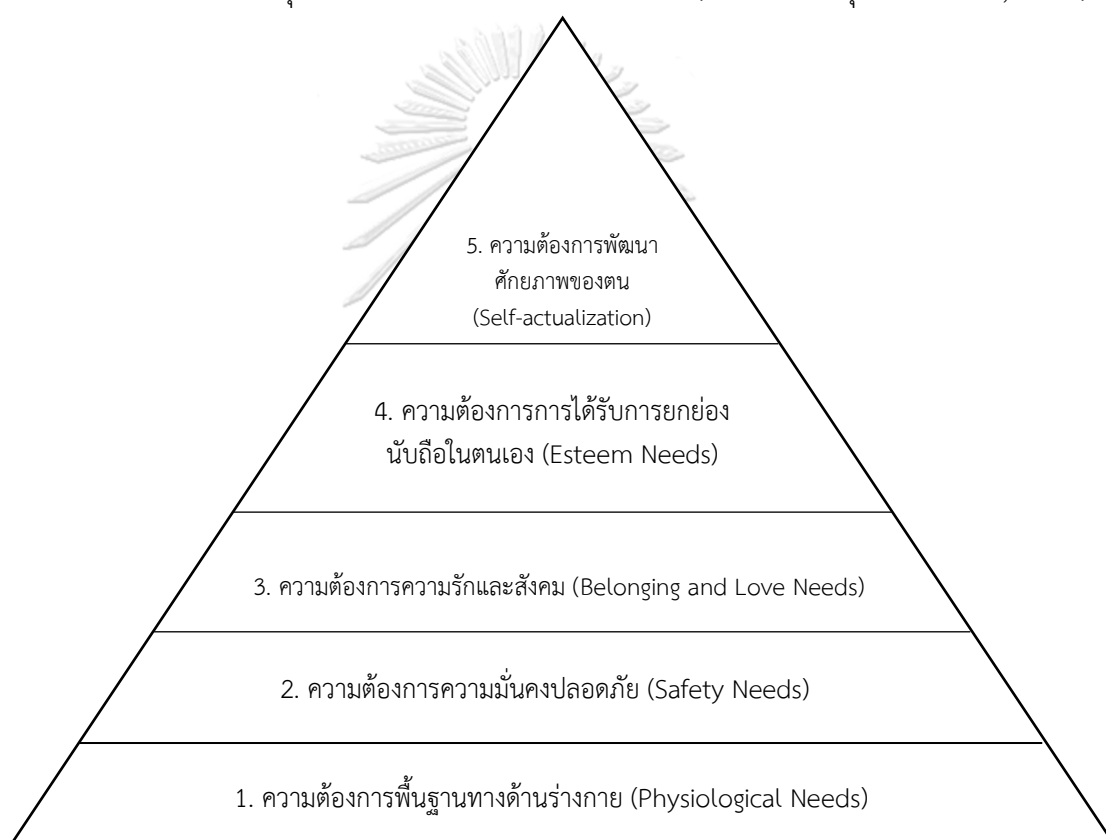 5. ความต้องการพัฒนา
ศักยภาพของตน
(Self-actualization)
4. ความต้องการการได้รับการยกย่อง
นับถือในตนเอง (Esteem Needs)
3. ความต้องการความรักและสังคม (Belonging and Love Needs)
2. ความต้องการความมั่นคงปลอดภัย (Safety Needs)
1. ความต้องการพื้นฐานทางด้านร่างกาย (Physiological Needs)